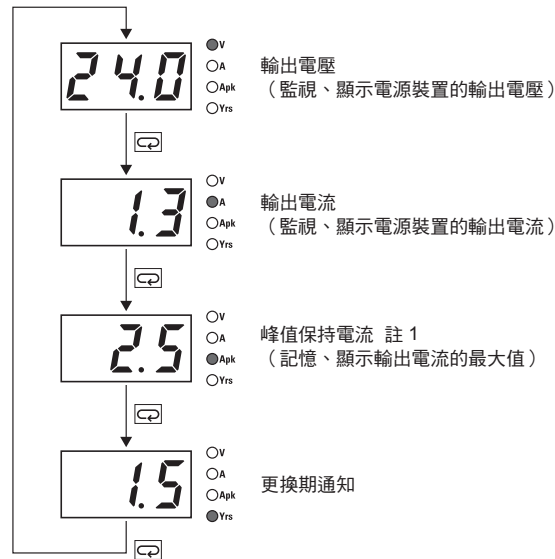 24.0
V
A
Apk
Yrs
輸出電壓
（監視、顯示電源裝置的輸出電壓）
1.3
V
A
Apk
Yrs
輸出電流
（監視、顯示電源裝置的輸出電流）
2.5
V
A
Apk
Yrs
峰值保持電流 註 1
（記憶、顯示輸出電流的最大值）
1.5
V
A
Apk
Yrs
更換期通知